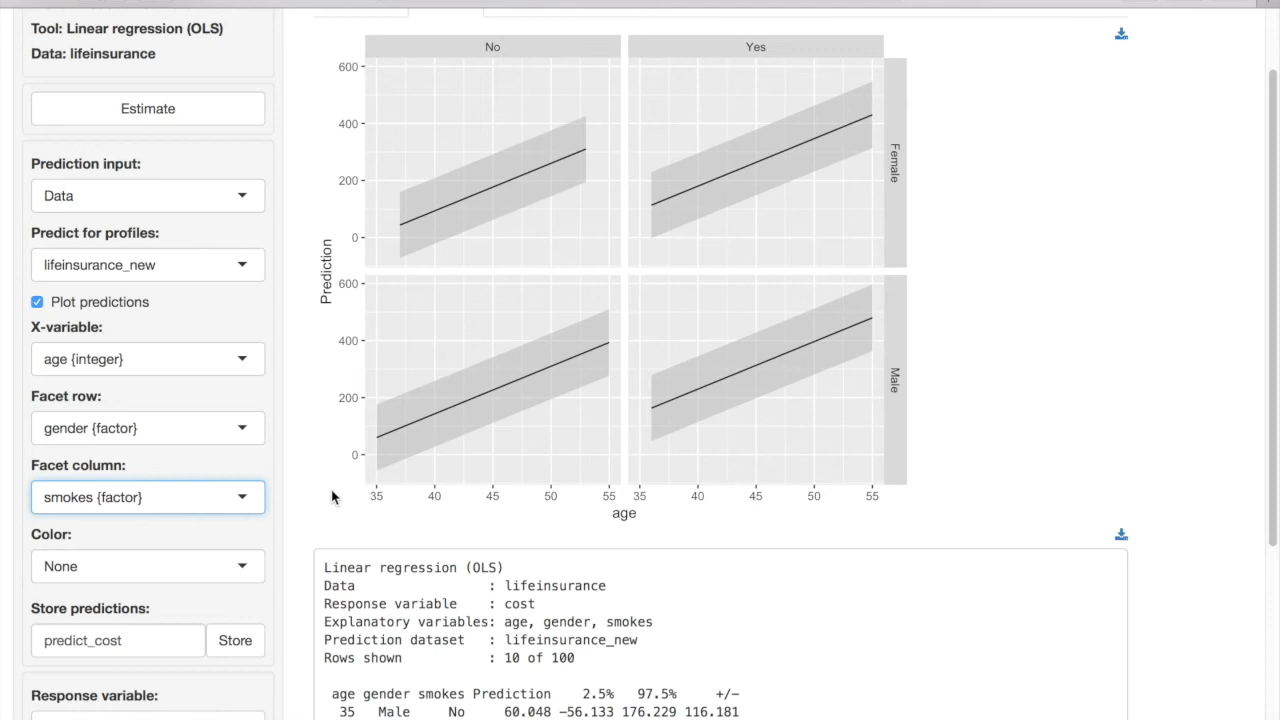 Tool: Linear regression (OLS)
Data: lifeinsurance
Estimate
Prediction input:
Data
Predict for profiles:
lifeinsurance_new
Plot predictions
X-variable:
age {integer}
Facet row:
gender {factor}
Facet column:
smokes {factor}
Color:
None
Store predictions:
predict_cost Store
Response variable:
No Yes
600
400
200
0
Female
Prediction
600
400
200
0
Male
35 40 45 50 55 35 40 45 50 55
age
Linear regression (OLS)
Data : lifeinsurance
Response variable : cost
Explanatory variables: age, gender, smokes
Prediction dataset : lifeinsurance_new
Rows shown : 10 of 100
age gender smokes Prediction 2.5% 97.5% +/-
35 Male No 60.048 -56.133 176.229 116.181